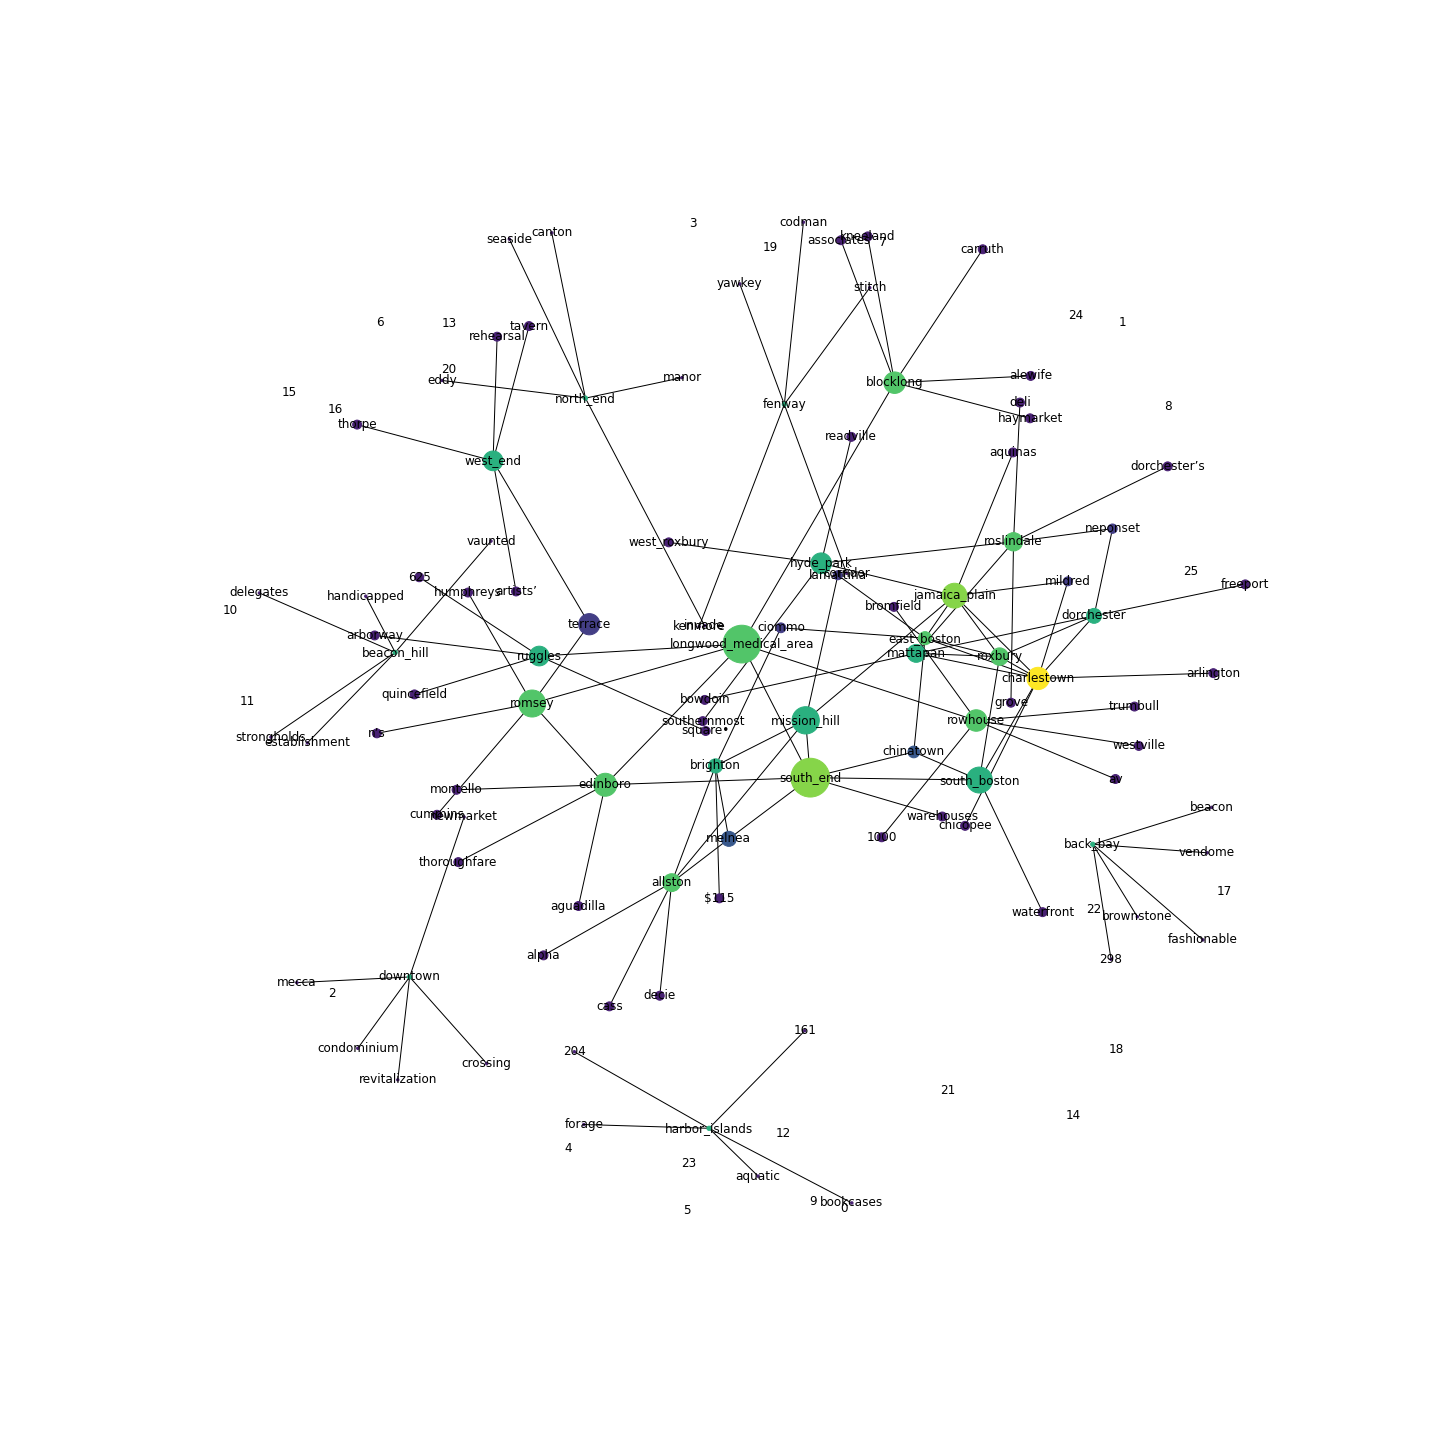 codman
3
canton
seaside
associates
kneeland
7
19
carruth
yawkey
stitch
24
1
6
13
tavern
rehearsal
20
eddy
manor
alewife
blocklong
15
north_end
fenway
deli
8
16
haymarket
thorpe
readville
aquinas
west_end
dorchester's
neponset
vaunted
west_roxbury
roslindale
hyde_park
lamattina
25
625
mildred
freeport
delegates
handicapped
humphreys
artists'
jamaica_plain
10
bromfield
dorchester
terrace
kenmore
ciommo
arborway
east_boston
longwood_medical_area
beacon_hill
ruggles
mattapan
roxbury
charlestown
arlington
quincefield
bowdoin
11
romsey
grove
trumbull
southernmost
mission_hill
rowhouse
n's
square•
strongholds
establishment
chinatown
westville
brighton
south_end
south_boston
av
montello
edinboro
beacon
cummins
newmarket
warehouses
chicopee
1000
melnea
back_bay
vendome
thoroughfare
allston
17
$115
aguadilla
waterfront
22
brownstone
fashionable
alpha
298
downtown
mecca
2
decie
cass
161
condominium
204
18
crossing
revitalization
21
14
forage
harbor_islands
12
4
23
aquatic
9
bookcases
0
5